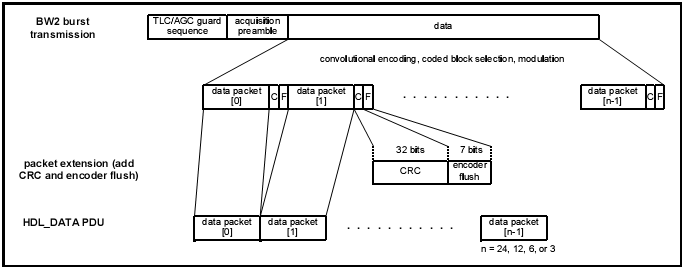 BW2 burst transmission
TLC/AGC guard sequence
acquisition preamble
data
convolutional encoding, coded block selection, modulation
data packet [0]
C
F
data packet [1]
C
F
. . . . . . . . . . .
data packet [n-1]
C
F
packet extension (add CRC and encoder flush)
32 bits
7 bits
CRC
encoder flush
HDL_DATA PDU
data packet [0]
data packet [1]
. . . . . . . . . . .
data packet [n-1]
n = 24, 12, 6, or 3